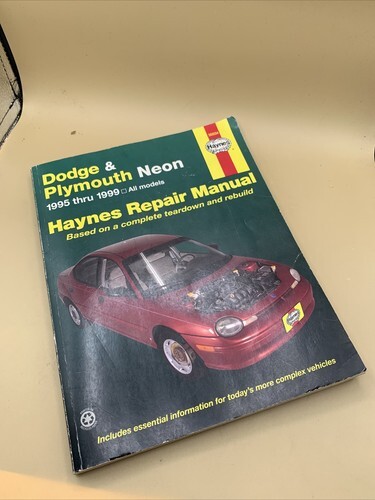 Haynes
Dodge &
Plymouth Neon
1995 thru 1999 □ All models
Haynes Repair Manual
Based on a complete teardown and rebuild
Includes essential information for today's more complex vehicles